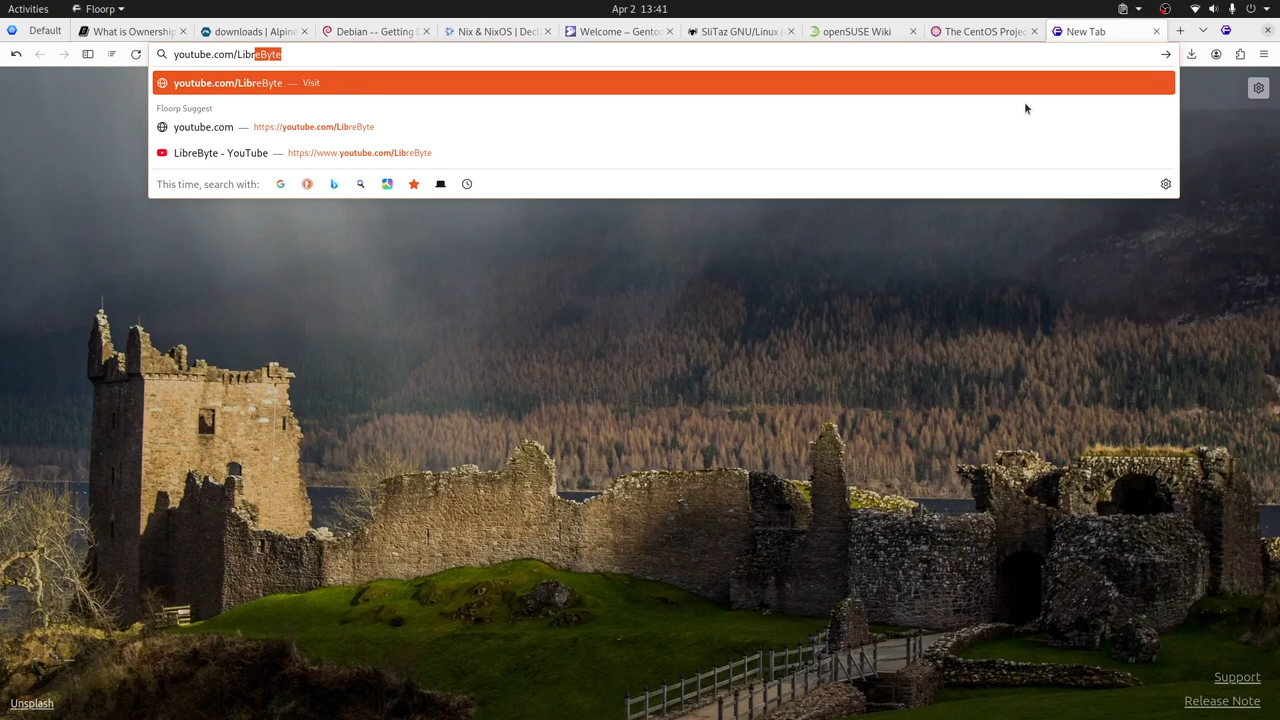 Activities
Floorp
Apr 2 13:41
Default
What is Ownership
downloads | Alpine
Debian -- Getting D
Nix & NixOS | Decl
Welcome – Gentoo
SliTaz GNU/Linux (
openSUSE Wiki
The CentOS Projec
New Tab
youtube.com/LibreByte
youtube.com/LibreByte — Visit
Floorp Suggest
youtube.com — https://youtube.com/LibreByte
LibreByte - YouTube — https://www.youtube.com/LibreByte
This time, search with:
Support
Unsplash
Release Note